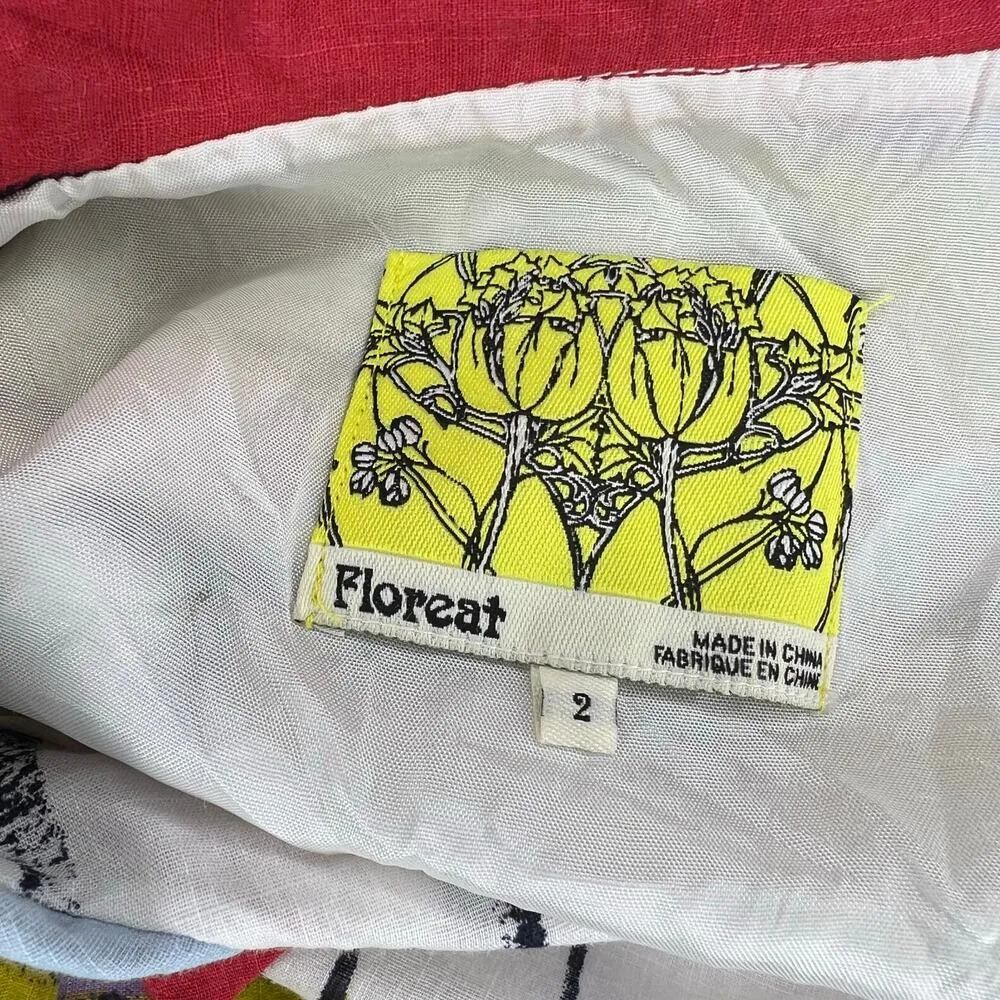 Floreat
MADE IN CHINA
FABRIQUE EN CHINE
2